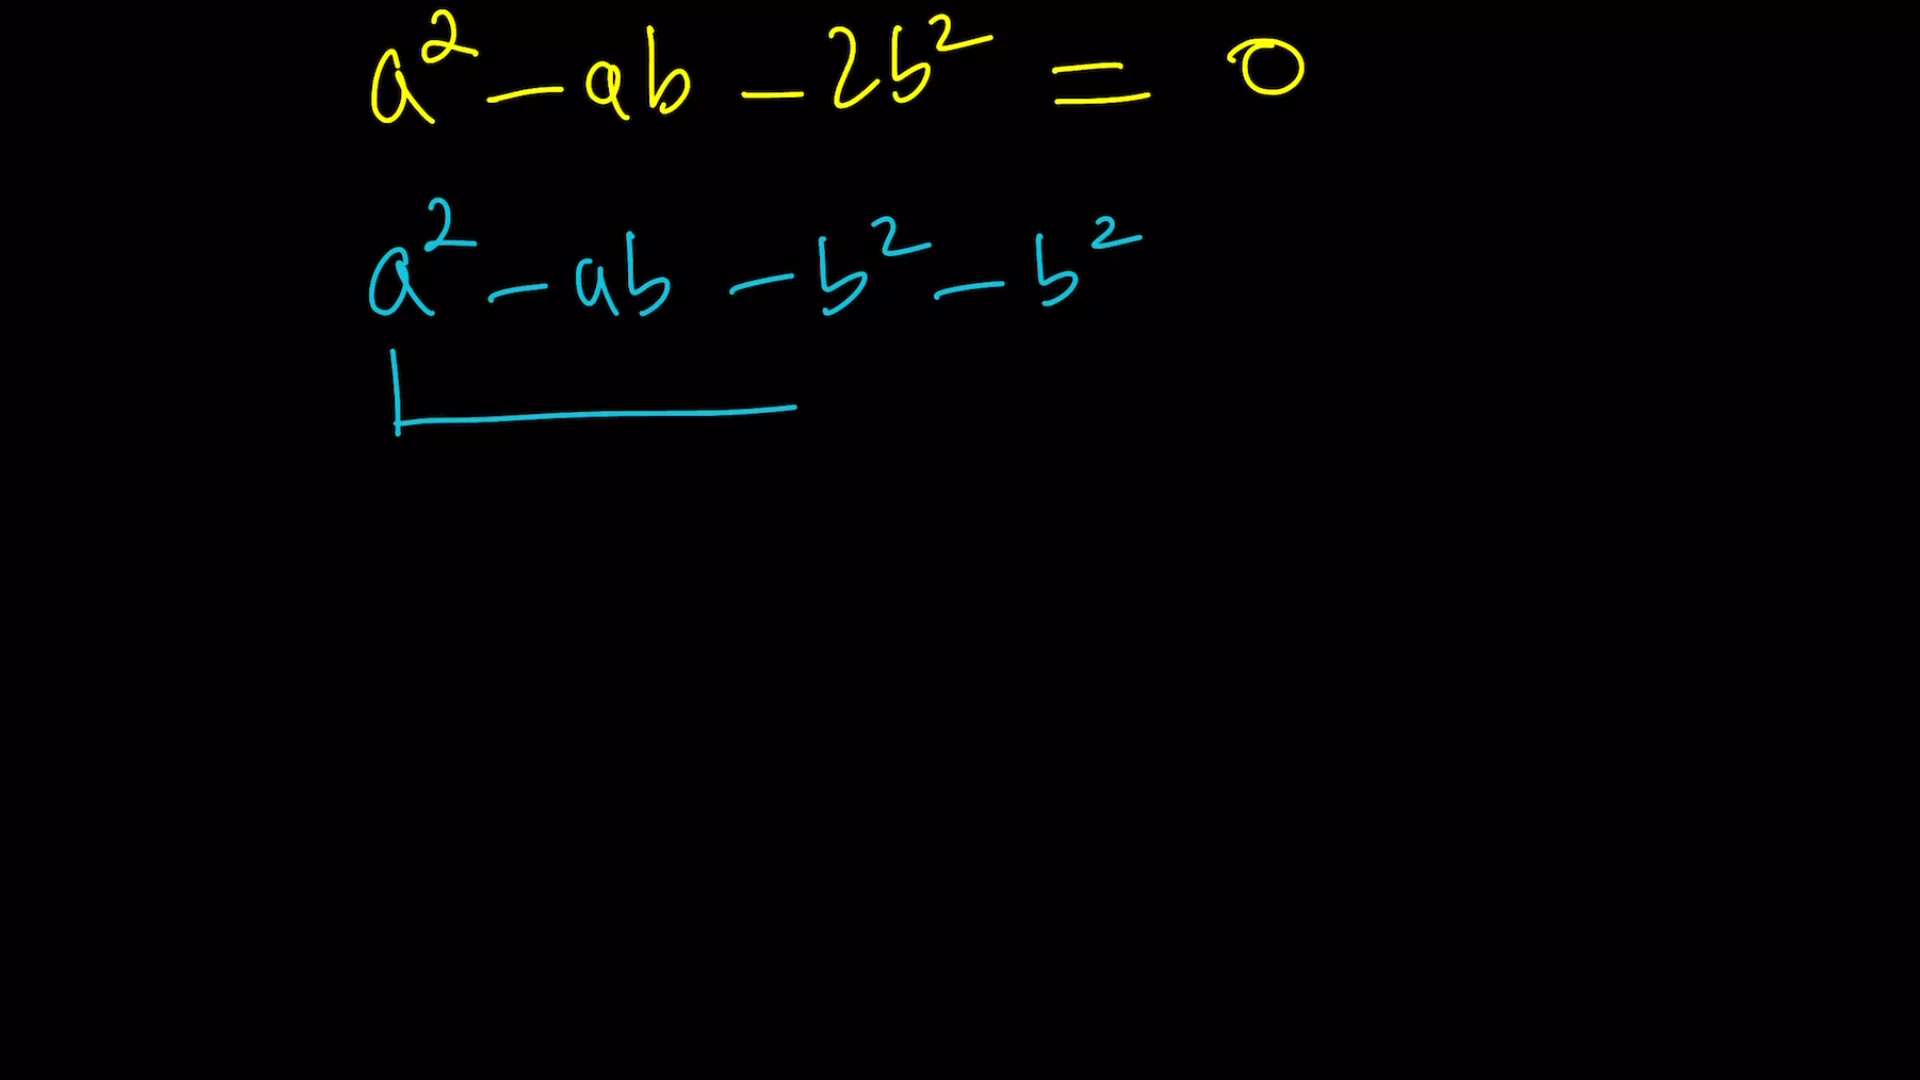 a² - ab - 2b² = 0
a² - ab - b² - b²